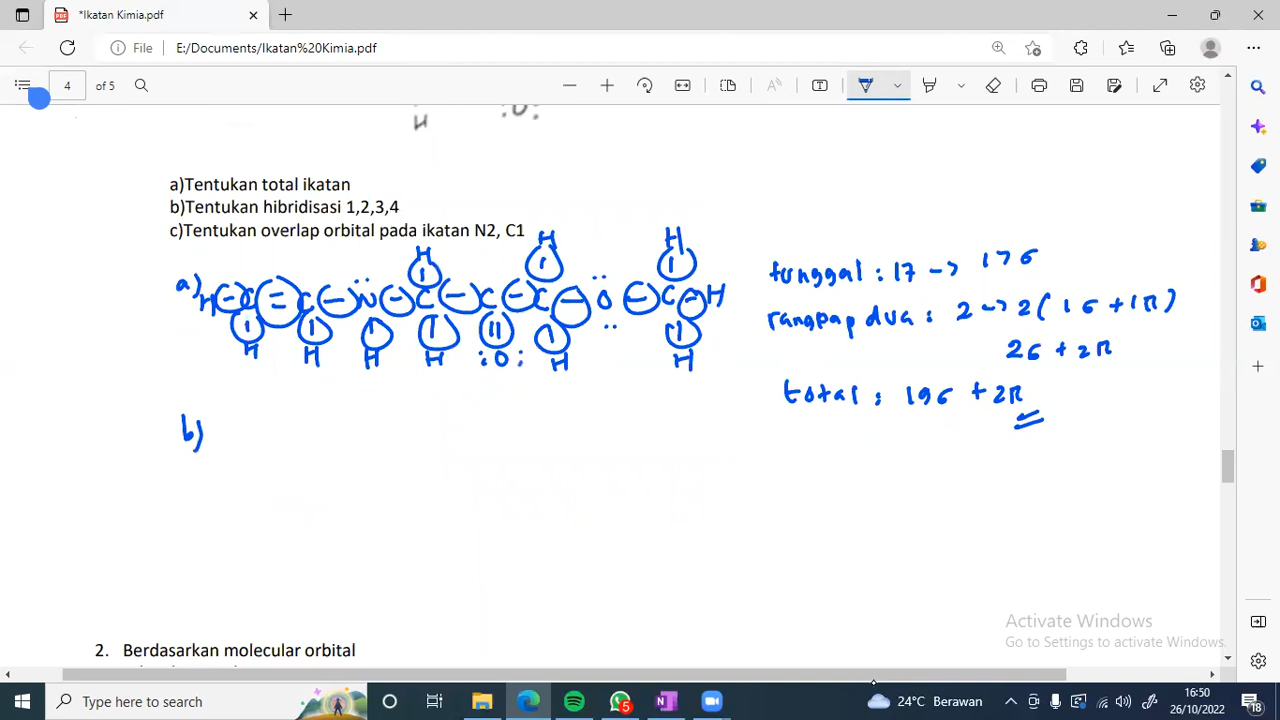 *Ikatan Kimia.pdf
File E:/Documents/Ikatan%20Kimia.pdf
4 of 5
H :O:
a)Tentukan total ikatan
b)Tentukan hibridisasi 1,2,3,4
c)Tentukan overlap orbital pada ikatan N2, C1
H H H
a) H - C = C - N - C - C - C - O - C - H
H H H H :O: H H
tunggal : 17 -> 17σ
rangpap dua : 2 -> 2(1σ + 1π)
2σ + 2π
total : 19σ + 2π
b)
Activate Windows
Go to Settings to activate Windows.
2. Berdasarkan molecular orbital
Type here to search
5
24°C Berawan
16:50
26/10/2022
18